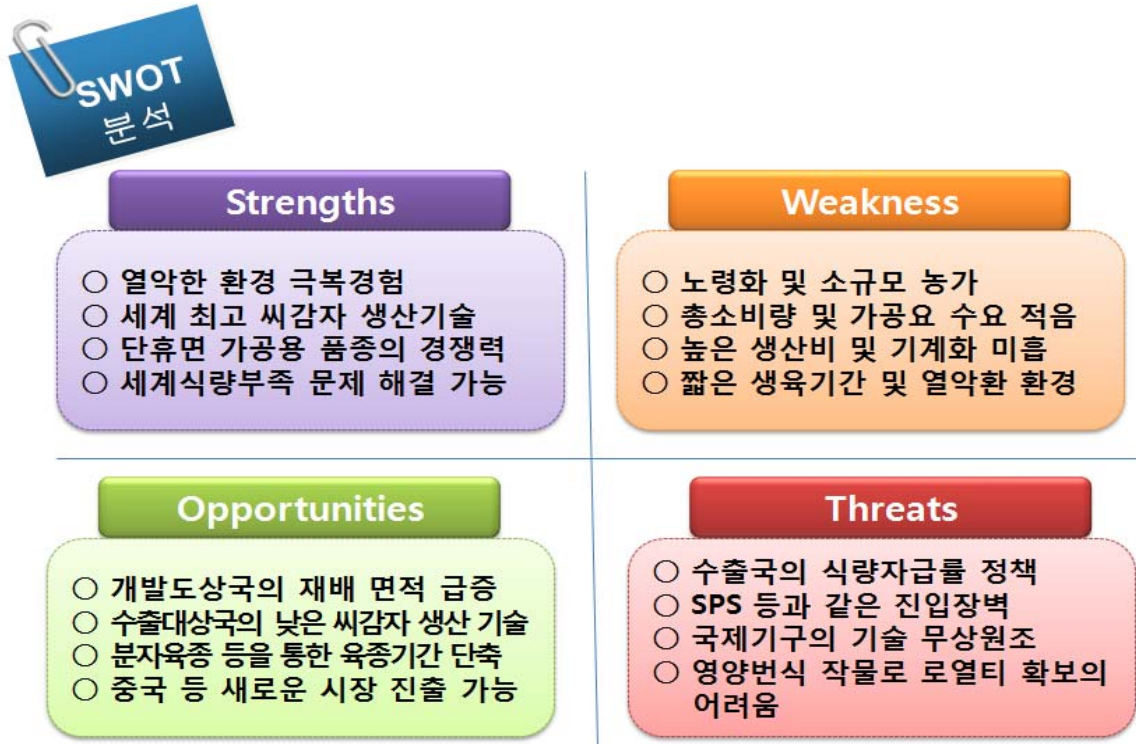 SWOT
분석
Strengths
○ 열악한 환경 극복경험
○ 세계 최고 씨감자 생산기술
○ 단휴면 가공용 품종의 경쟁력
○ 세계식량부족 문제 해결 가능
Weakness
○ 노령화 및 소규모 농가
○ 총소비량 및 가공요 수요 적음
○ 높은 생산비 및 기계화 미흡
○ 짧은 생육기간 및 열악환 환경
Opportunities
○ 개발도상국의 재배 면적 급증
○ 수출대상국의 낮은 씨감자 생산 기술
○ 분자육종 등을 통한 육종기간 단축
○ 중국 등 새로운 시장 진출 가능
Threats
○ 수출국의 식량자급률 정책
○ SPS 등과 같은 진입장벽
○ 국제기구의 기술 무상원조
○ 영양번식 작물로 로열티 확보의
어려움